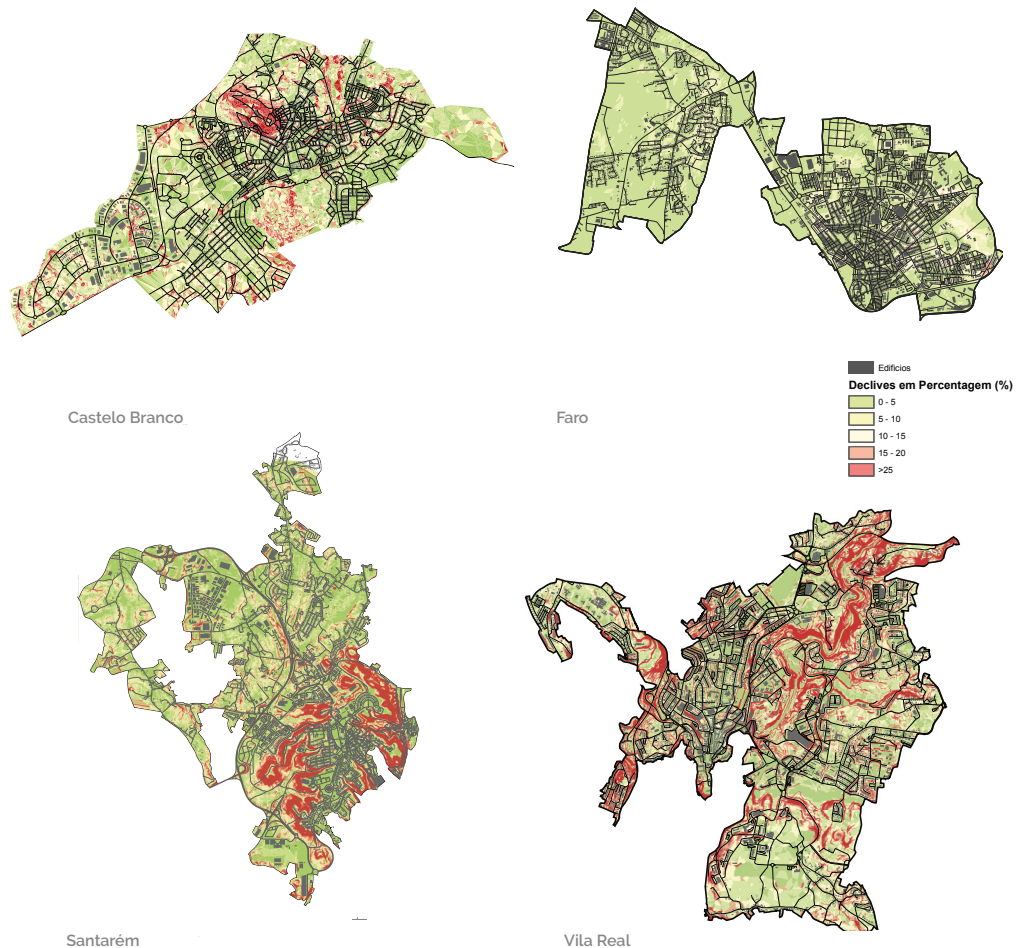 Castelo Branco
Faro
Edifícios
Declives em Percentagem (%)
0 - 5
5 - 10
10 - 15
15 - 20
>25
Santarém
Vila Real